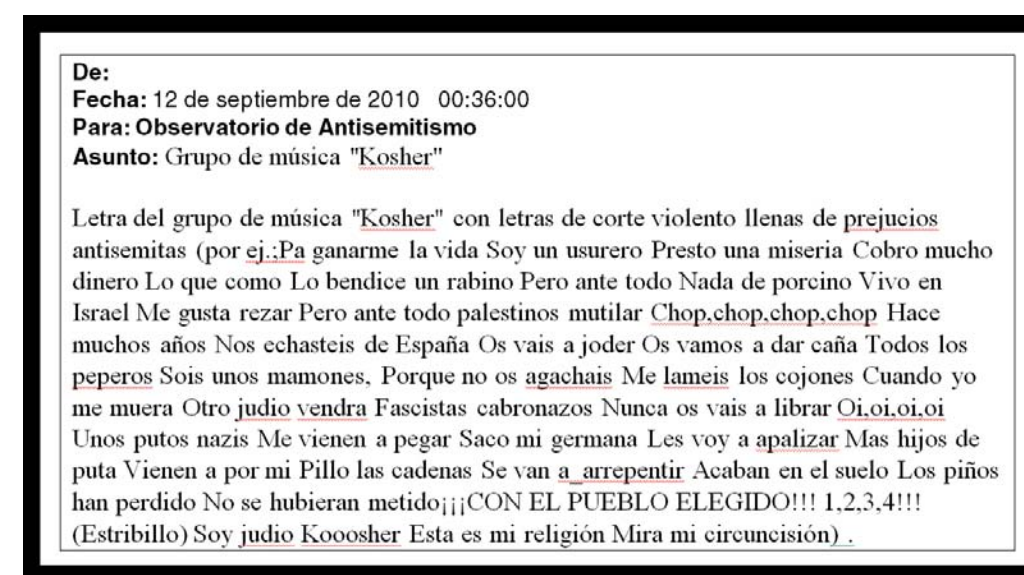 De:
Fecha: 12 de septiembre de 2010 00:36:00
Para: Observatorio de Antisemitismo
Asunto: Grupo de música "Kosher"
Letra del grupo de música "Kosher" con letras de corte violento llenas de prejucios
antisemitas (por ej.;Pa ganarme la vida Soy un usurero Presto una miseria Cobro mucho
dinero Lo que como Lo bendice un rabino Pero ante todo Nada de porcino Vivo en
Israel Me gusta rezar Pero ante todo palestinos mutilar Chop,chop,chop,chop Hace
muchos años Nos echasteis de España Os vais a joder Os vamos a dar caña Todos los
peperos Sois unos mamones, Porque no os agachais Me lameis los cojones Cuando yo
me muera Otro judio vendra Fascistas cabronazos Nunca os vais a librar Oi,oi,oi,oi
Unos putos nazis Me vienen a pegar Saco mi germana Les voy a apalizar Mas hijos de
puta Vienen a por mi Pillo las cadenas Se van a arrepentir Acaban en el suelo Los piños
han perdido No se hubieran metido¡¡¡CON EL PUEBLO ELEGIDO!!! 1,2,3,4!!!
(Estribillo) Soy judio Kooosher Esta es mi religión Mira mi circuncisión) .